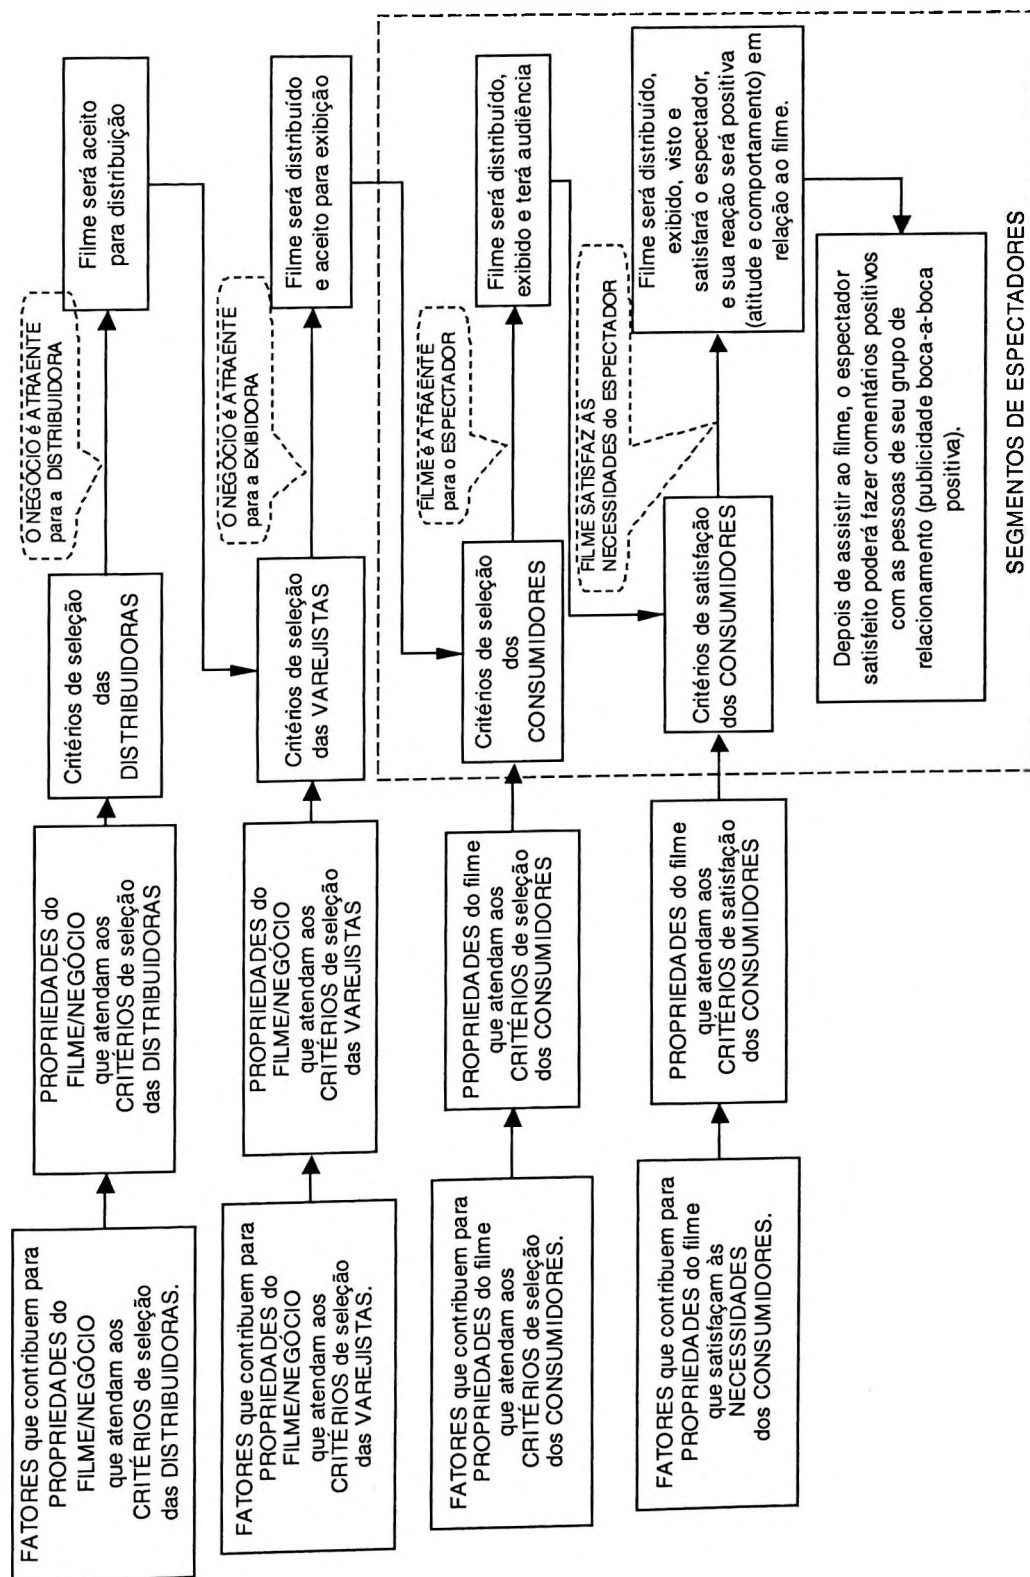 FATORES que contribuem para
PROPRIEDADES do
FILME/NEGÓCIO
que atendam aos
CRITÉRIOS de seleção
das DISTRIBUIDORAS.
PROPRIEDADES do
FILME/NEGÓCIO
que atendam aos
CRITÉRIOS de seleção
das DISTRIBUIDORAS
Critérios de seleção
das
DISTRIBUIDORAS
O NEGÓCIO é ATRAENTE
para a DISTRIBUIDORA
Filme será aceito
para distribuição
FATORES que contribuem para
PROPRIEDADES do
FILME/NEGÓCIO
que atendam aos
CRITÉRIOS de seleção
das VAREJISTAS.
PROPRIEDADES do
FILME/NEGÓCIO
que atendam aos
CRITÉRIOS de seleção
das VAREJISTAS
Critérios de seleção
das VAREJISTAS
O NEGÓCIO é ATRAENTE
para a EXIBIDORA
Filme será distribuído
e aceito para exibição
FATORES que contribuem para
PROPRIEDADES do filme
que atendam aos
CRITÉRIOS de seleção
dos CONSUMIDORES.
PROPRIEDADES do filme
que atendam aos
CRITÉRIOS de seleção
dos CONSUMIDORES
Critérios de seleção
dos
CONSUMIDORES
FILME é ATRAENTE
para o ESPECTADOR
Filme será distribuído,
exibido e terá audiência
FATORES que contribuem para
PROPRIEDADES do filme
que satisfaçam às
NECESSIDADES
dos CONSUMIDORES.
PROPRIEDADES do filme
que atendam aos
CRITÉRIOS de satisfação
dos CONSUMIDORES
Critérios de satisfação
dos CONSUMIDORES
FILME SATISFAZ ÀS
NECESSIDADES do ESPECTADOR
Filme será distribuído,
exibido, visto e
satisfará o espectador,
e sua reação será positiva
(atitude e comportamento) em
relação ao filme.
Depois de assistir ao filme, o espectador
satisfeito poderá fazer comentários positivos
com as pessoas de seu grupo de
relacionamento (publicidade boca-a-boca
positiva).
SEGMENTOS DE ESPECTADORES